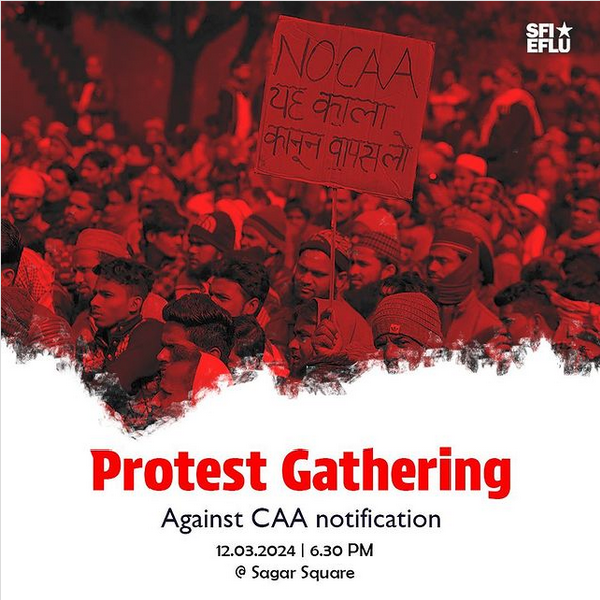 SFI★
EFLU
NO CAA
यह काला
कानून वापस लो
Protest Gathering
Against CAA notification
12.03.2024 | 6.30 PM
@ Sagar Square